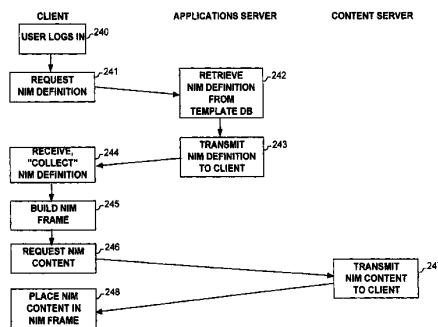 CLIENT
APPLICATIONS SERVER
CONTENT SERVER
USER LOGS IN
240
REQUEST
NIM DEFINITION
241
RETRIEVE
NIM DEFINITION
FROM
TEMPLATE DB
242
TRANSMIT
NIM DEFINITION
TO CLIENT
243
RECEIVE,
"COLLECT"
NIM DEFINITION
244
BUILD NIM
FRAME
245
REQUEST NIM
CONTENT
246
TRANSMIT
NIM CONTENT
TO CLIENT
247
PLACE NIM
CONTENT IN
NIM FRAME
248